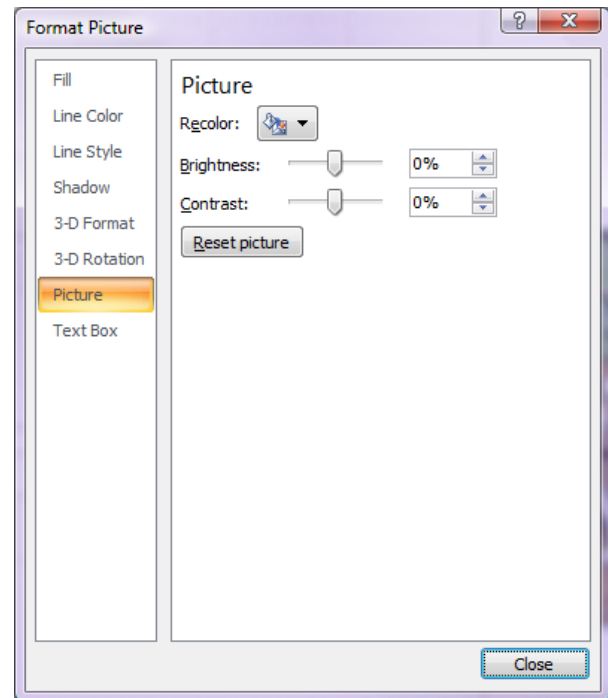 Format Picture
?
Fill
Line Color
Line Style
Shadow
3-D Format
3-D Rotation
Picture
Text Box
Picture
Recolor:
Brightness: 0%
Contrast: 0%
Reset picture
Close